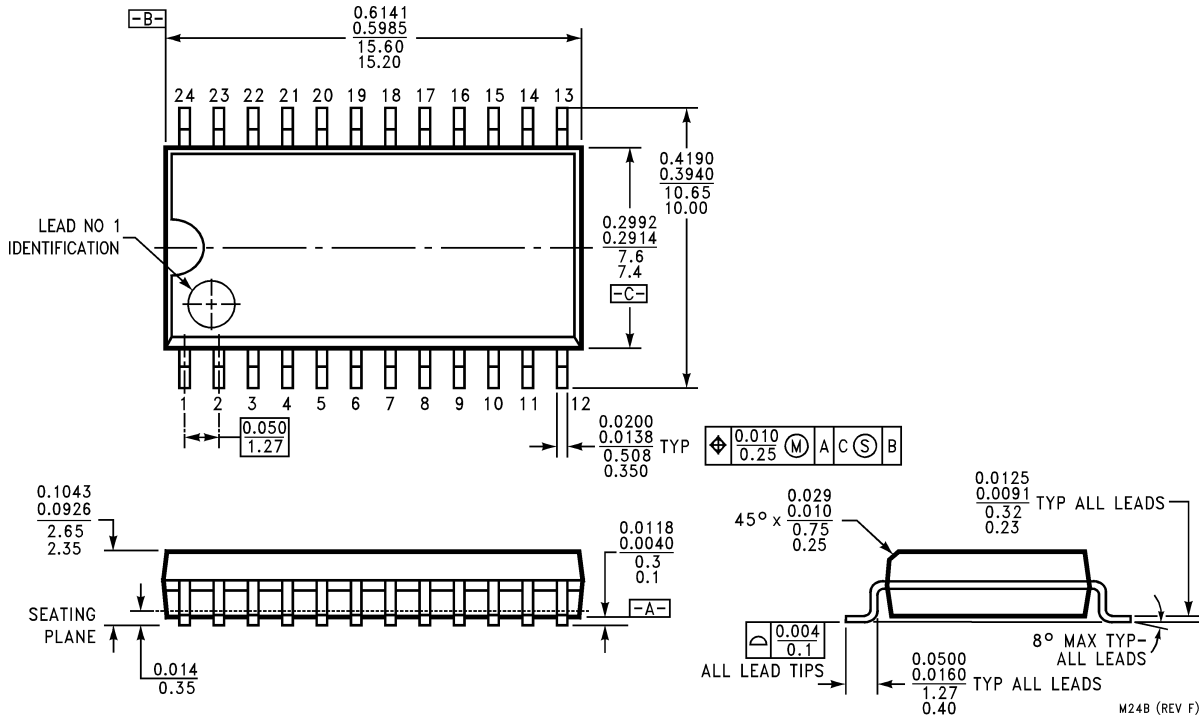 -B-
0.6141
0.5985
15.60
15.20
24 23 22 21 20 19 18 17 16 15 14 13
0.4190
0.3940
10.65
10.00
LEAD NO 1
IDENTIFICATION
0.2992
0.2914
7.6
7.4
-C-
1 2 3 4 5 6 7 8 9 10 11 12
0.050
1.27
0.0200
0.0138
0.508
0.350
TYP
0.010
0.25
M
A
C
S
B
0.1043
0.0926
2.65
2.35
0.0118
0.0040
0.3
0.1
-A-
SEATING
PLANE
0.014
0.35
45° x
0.029
0.010
0.75
0.25
0.0125
0.0091
0.32
0.23
TYP ALL LEADS
0.004
0.1
ALL LEAD TIPS
8° MAX TYP-
ALL LEADS
0.0500
0.0160
1.27
0.40
TYP ALL LEADS
M24B (REV F)